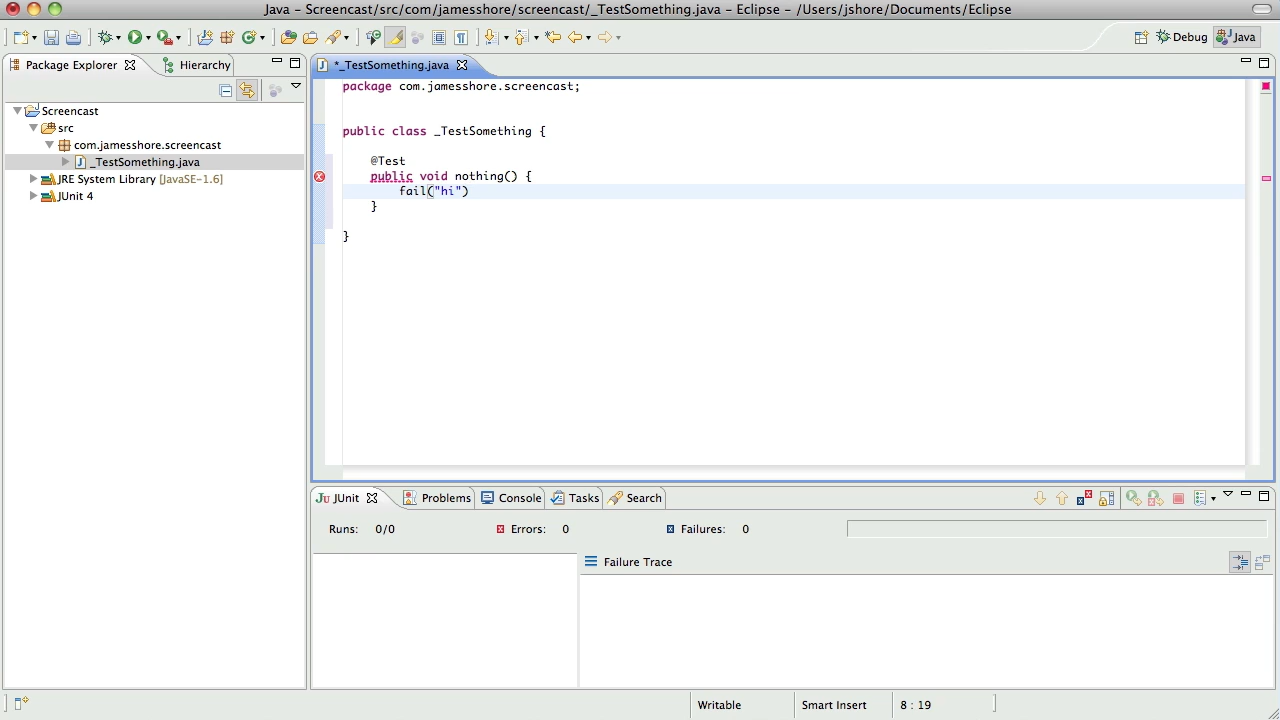 Java – Screencast/src/com/jamesshore/screencast/_TestSomething.java – Eclipse – /Users/jshore/Documents/Eclipse
Debug
Java
Package Explorer
Hierarchy
*_TestSomething.java
Screencast
src
com.jamesshore.screencast
_TestSomething.java
JRE System Library [JavaSE-1.6]
JUnit 4
package com.jamesshore.screencast;
public class _TestSomething {
@Test
public void nothing() {
fail("hi")
}
}
JUnit
Problems
Console
Tasks
Search
Runs: 0/0
Errors: 0
Failures: 0
Failure Trace
Writable
Smart Insert
8 : 19